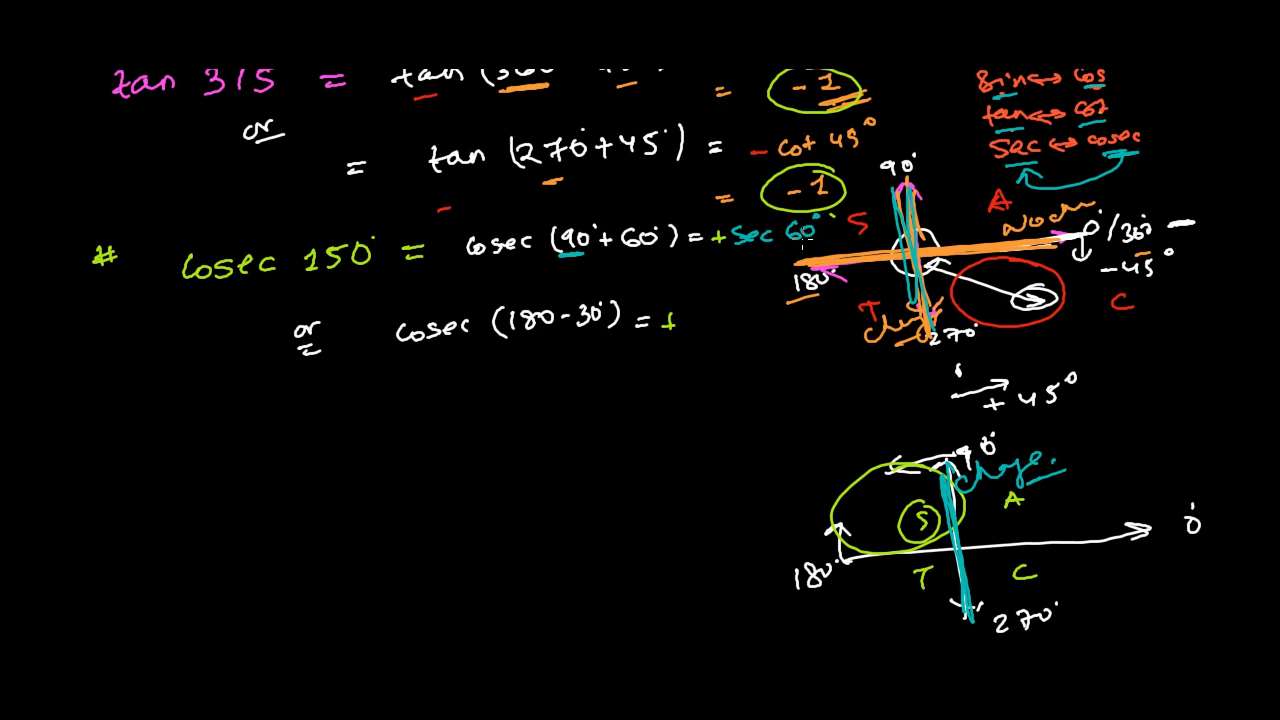 tan 315 = tan (360
= - 1
or
= tan (270°+45°) = - cot 45°
= - 1
# cosec 150° = cosec (90°+60°) = + sec 60°
or cosec (180-30°) = +
Sin ↔ cos
tan ↔ cot
Sec ↔ cosec
90°
S A
180° 0°/360° -
-45°
T C
270°
+ 45°
90°
S A
180° 0°
T C
270°